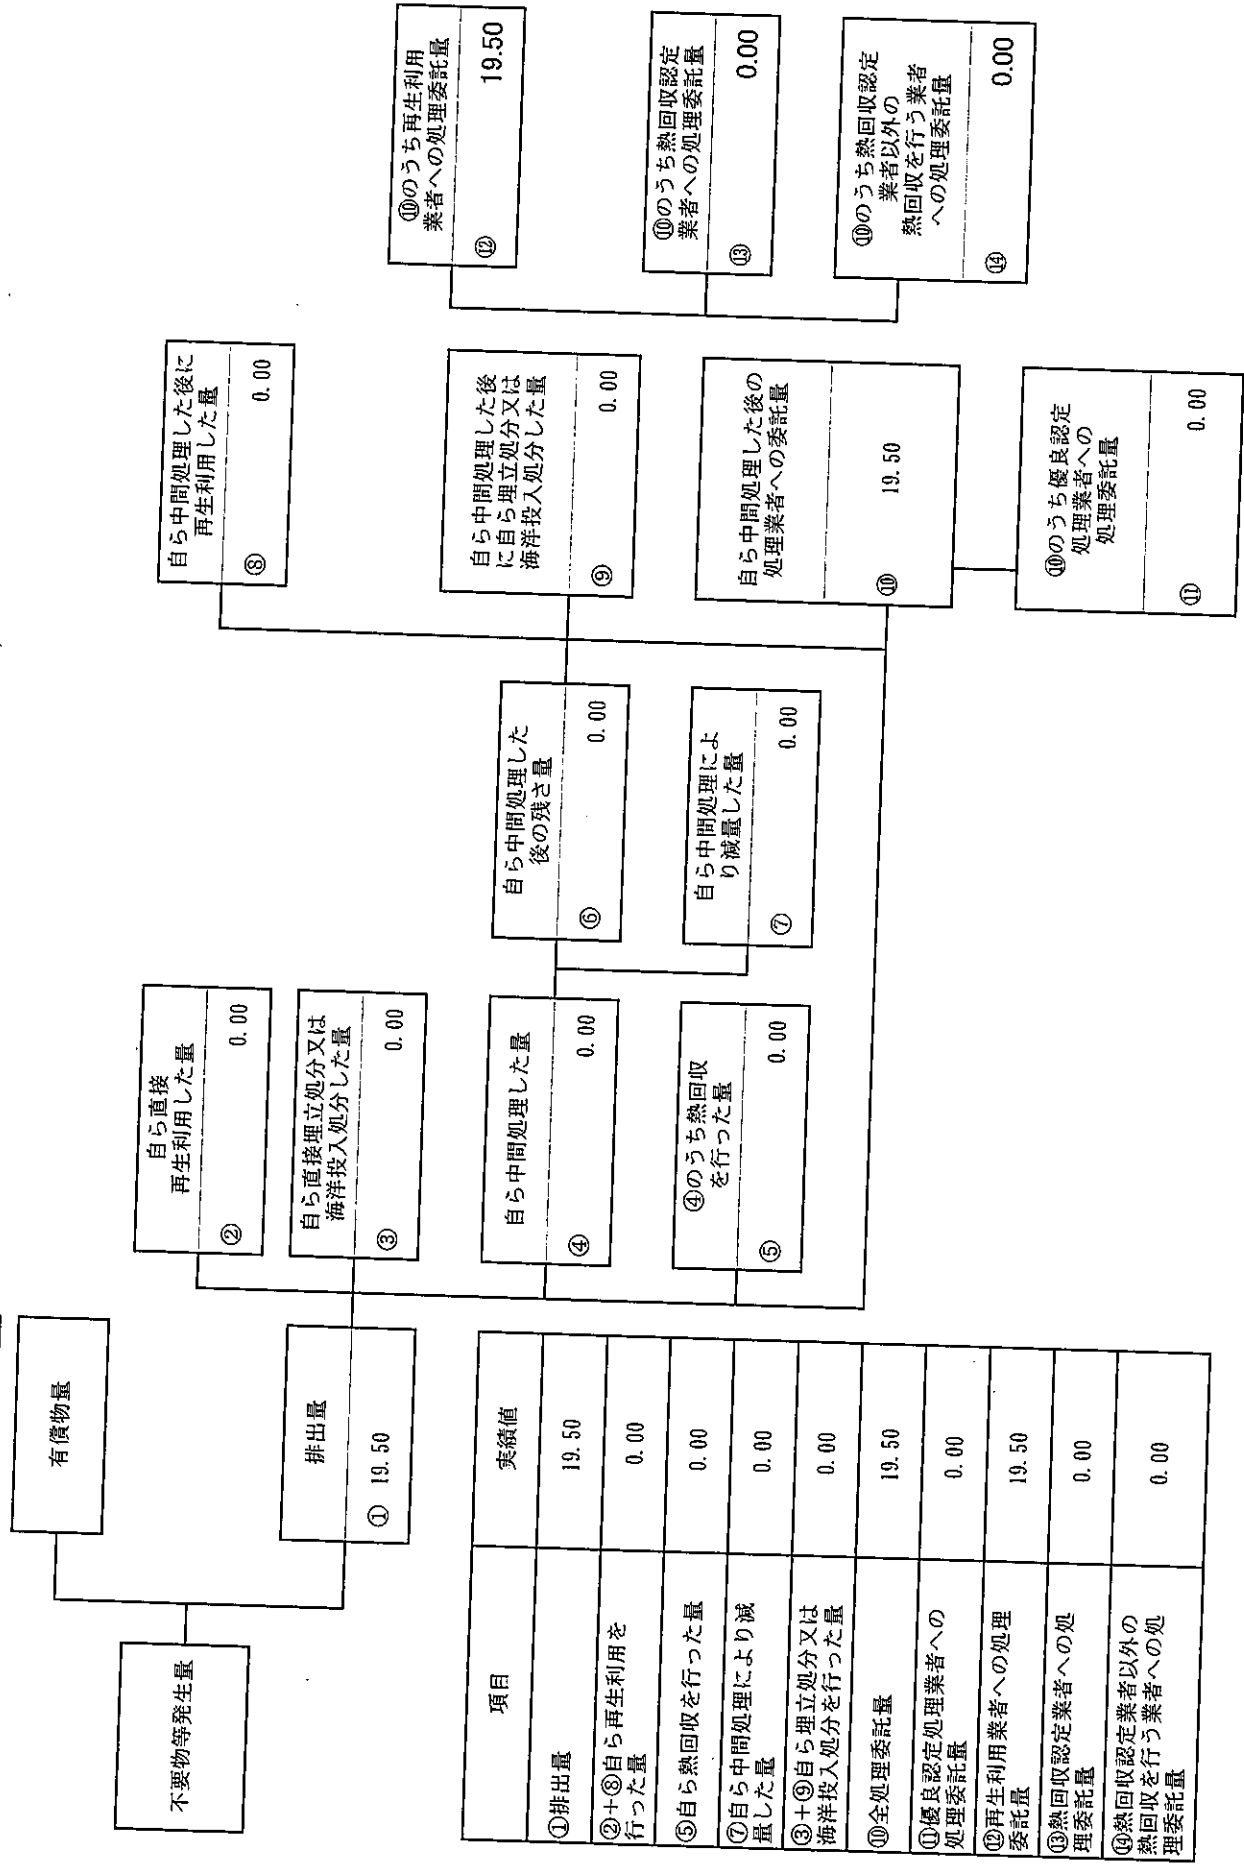 不要物等発生量
有償物量
排出量
① 19.50
自ら直接
再生利用した量
② 0.00
自ら直接埋立処分又は
海洋投入処分した量
③ 0.00
自ら中間処理した量
④ 0.00
④のうち熱回収
を行った量
⑤ 0.00
自ら中間処理した
後の残さ量
⑥ 0.00
自ら中間処理によ
り減量した量
⑦ 0.00
自ら中間処理した後に
再生利用した量
⑧ 0.00
自ら中間処理した後
に自ら埋立処分又は
海洋投入処分した量
⑨ 0.00
自ら中間処理した後の
処理業者への委託量
⑩ 19.50
⑩のうち優良認定
処理業者への
処理委託量
⑪ 0.00
⑩のうち再生利用
業者への処理委託量
⑫ 19.50
⑩のうち熱回収認定
業者への処理委託量
⑬ 0.00
⑩のうち熱回収認定
業者以外の
熱回収を行う業者
への処理委託量
⑭ 0.00
項目 実績値
①排出量 19.50
②+⑧自ら再生利用を
行った量 0.00
⑤自ら熱回収を行った量 0.00
⑦自ら中間処理により減
量した量 0.00
③+⑨自ら埋立処分又は
海洋投入処分を行った量 0.00
⑩全処理委託量 19.50
⑪優良認定処理業者への
処理委託量 0.00
⑫再生利用業者への処理
委託量 19.50
⑬熱回収認定業者への処
理委託量 0.00
⑭熱回収認定業者以外の
熱回収を行う業者への処
理委託量 0.00